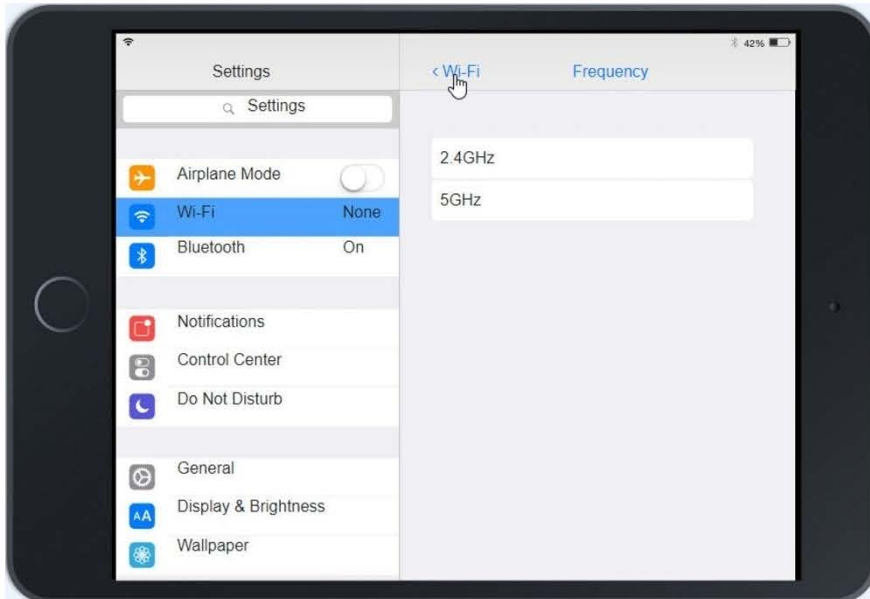 42%
Settings
< Wi-Fi Frequency
Settings
Airplane Mode
Wi-Fi None
Bluetooth On
Notifications
Control Center
Do Not Disturb
General
AA Display & Brightness
Wallpaper
2.4GHz
5GHz